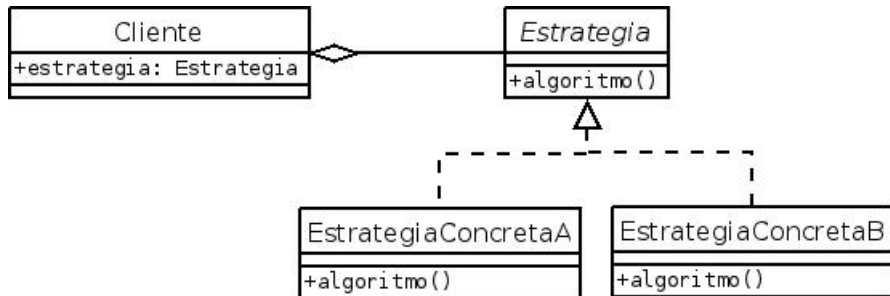 Cliente
+estrategia: Estrategia
Estrategia
+algoritmo()
EstrategiaConcretaA
+algoritmo()
EstrategiaConcretaB
+algoritmo()